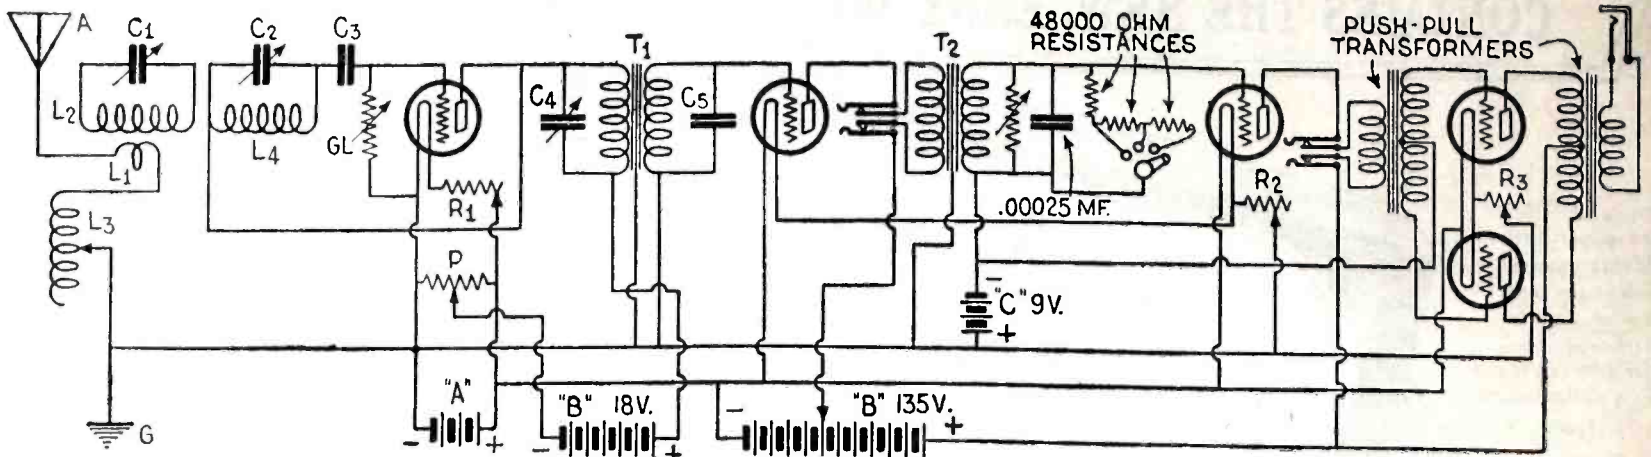 A
C1
C2
C3
T1
T2
48000 OHM
RESISTANCES
PUSH-PULL
TRANSFORMERS
L2
L4
GL
C4
C5
L1
R1
R2
R3
L3
P
.00025 MF.
-
"C" 9V.
+
"A"
"B" 18V.
-
"B" 135V.
+
G
-
+
-
+